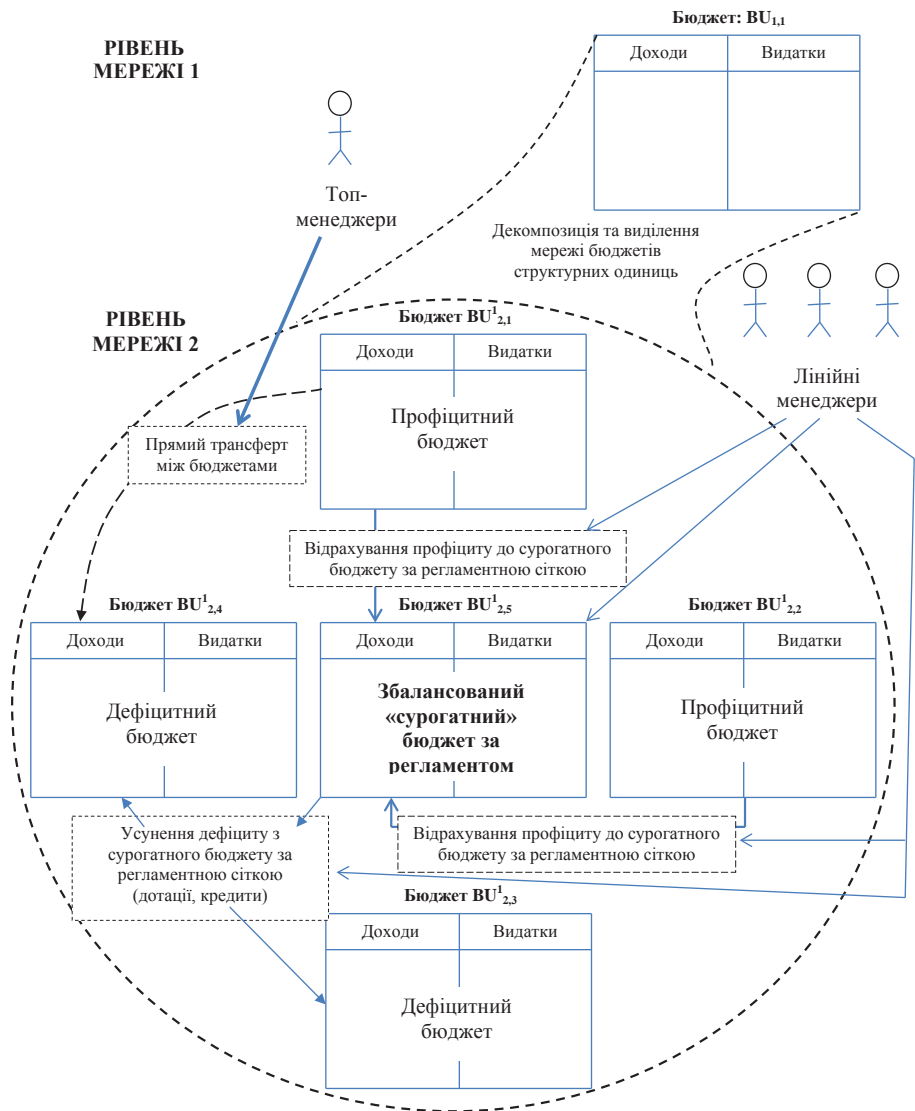 Бюджет: BU1,1
РІВЕНЬ
МЕРЕЖІ 1
Доходи
Видатки
Топ-
менеджери
Декомпозиція та виділення
мережі бюджетів
структурних одиниць
РІВЕНЬ
МЕРЕЖІ 2
Бюджет BU¹2,1
Доходи
Видатки
Профіцитний
бюджет
Лінійні
менеджери
Прямий трансферт
між бюджетами
Відрахування профіциту до сурогатного
бюджету за регламентною сіткою
Бюджет BU¹2,4
Доходи
Видатки
Дефіцитний
бюджет
Бюджет BU¹2,5
Доходи
Видатки
Збалансований
«сурогатний»
бюджет за
регламентом
Бюджет BU¹2,2
Доходи
Видатки
Профіцитний
бюджет
Усунення дефіциту з
сурогатного бюджету за
регламентною сіткою
(дотації, кредити)
Відрахування профіциту до сурогатного
бюджету за регламентною сіткою
Бюджет BU¹2,3
Доходи
Видатки
Дефіцитний
бюджет